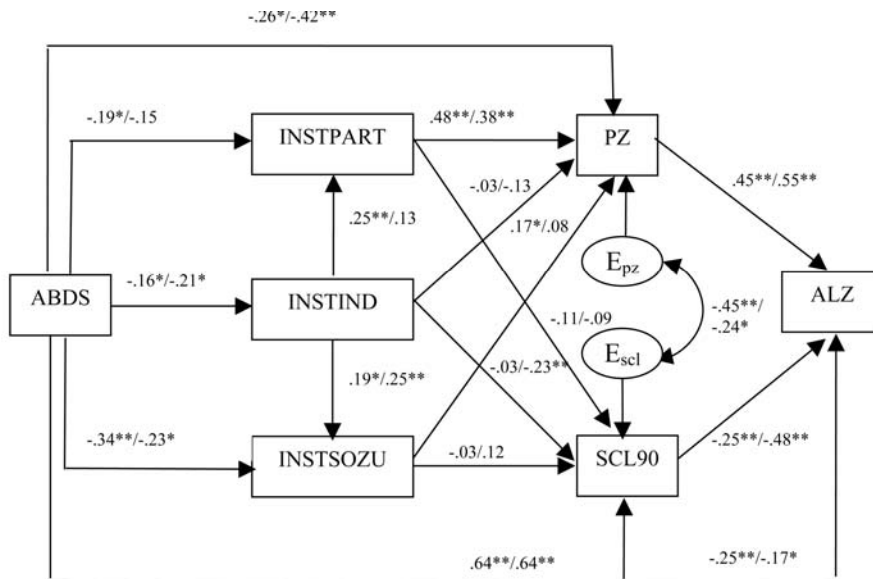 -.26*/-.42**
-.19*/-.15
INSTPART
.48**/.38**
PZ
-.03/-.13
.45**/.55**
.25**/.13
.17*/.08
E_pz
ABDS
-.16*/-.21*
INSTIND
-.45**/
-.24*
ALZ
-.11/-.09
E_scl
-.03/-.23**
.19*/.25**
-.34**/-.23*
INSTSOZU
-.03/.12
SCL90
-.25**/-.48**
.64**/.64**
-.25**/-.17*